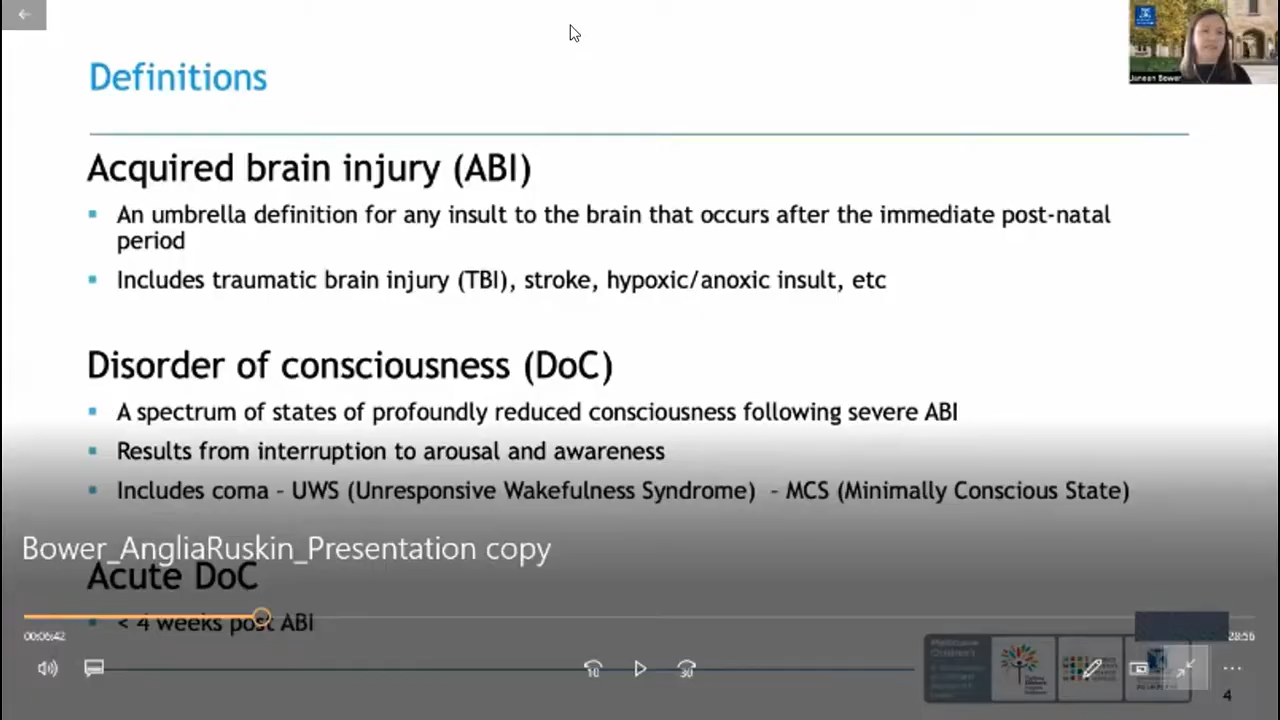 Definitions
Janeen Bower
Acquired brain injury (ABI)
An umbrella definition for any insult to the brain that occurs after the immediate post-natal
period
Includes traumatic brain injury (TBI), stroke, hypoxic/anoxic insult, etc
Disorder of consciousness (DoC)
A spectrum of states of profoundly reduced consciousness following severe ABI
Results from interruption to arousal and awareness
Includes coma – UWS (Unresponsive Wakefulness Syndrome) – MCS (Minimally Conscious State)
Bower_AngliaRuskin_Presentation copy
Acute DoC
< 4 weeks post ABI
00:06:42
28:56
10
30
4